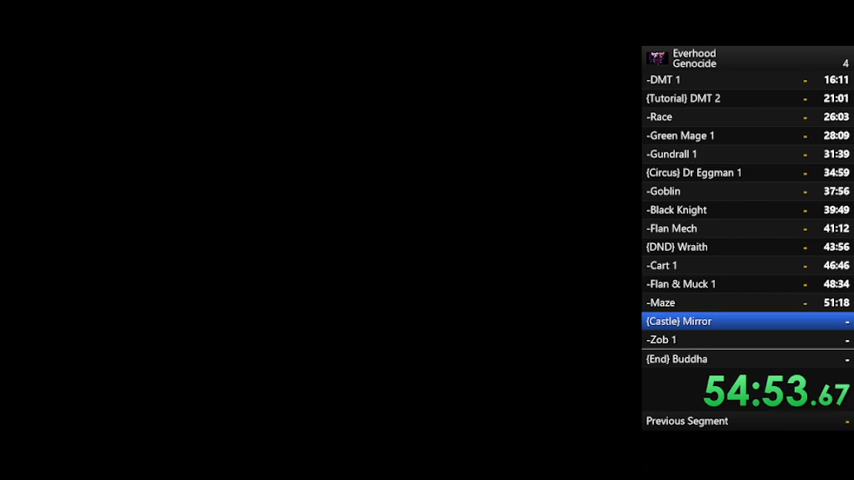 Everhood
Genocide 4
-DMT 1 - 16:11
{Tutorial} DMT 2 - 21:01
-Race - 26:03
-Green Mage 1 - 28:09
-Gundrall 1 - 31:39
{Circus} Dr Eggman 1 - 34:59
-Goblin - 37:56
-Black Knight - 39:49
-Flan Mech - 41:12
{DND} Wraith - 43:56
-Cart 1 - 46:46
-Flan & Muck 1 - 48:34
-Maze - 51:18
{Castle} Mirror -
-Zob 1 -
{End} Buddha -
54:53.67
Previous Segment -